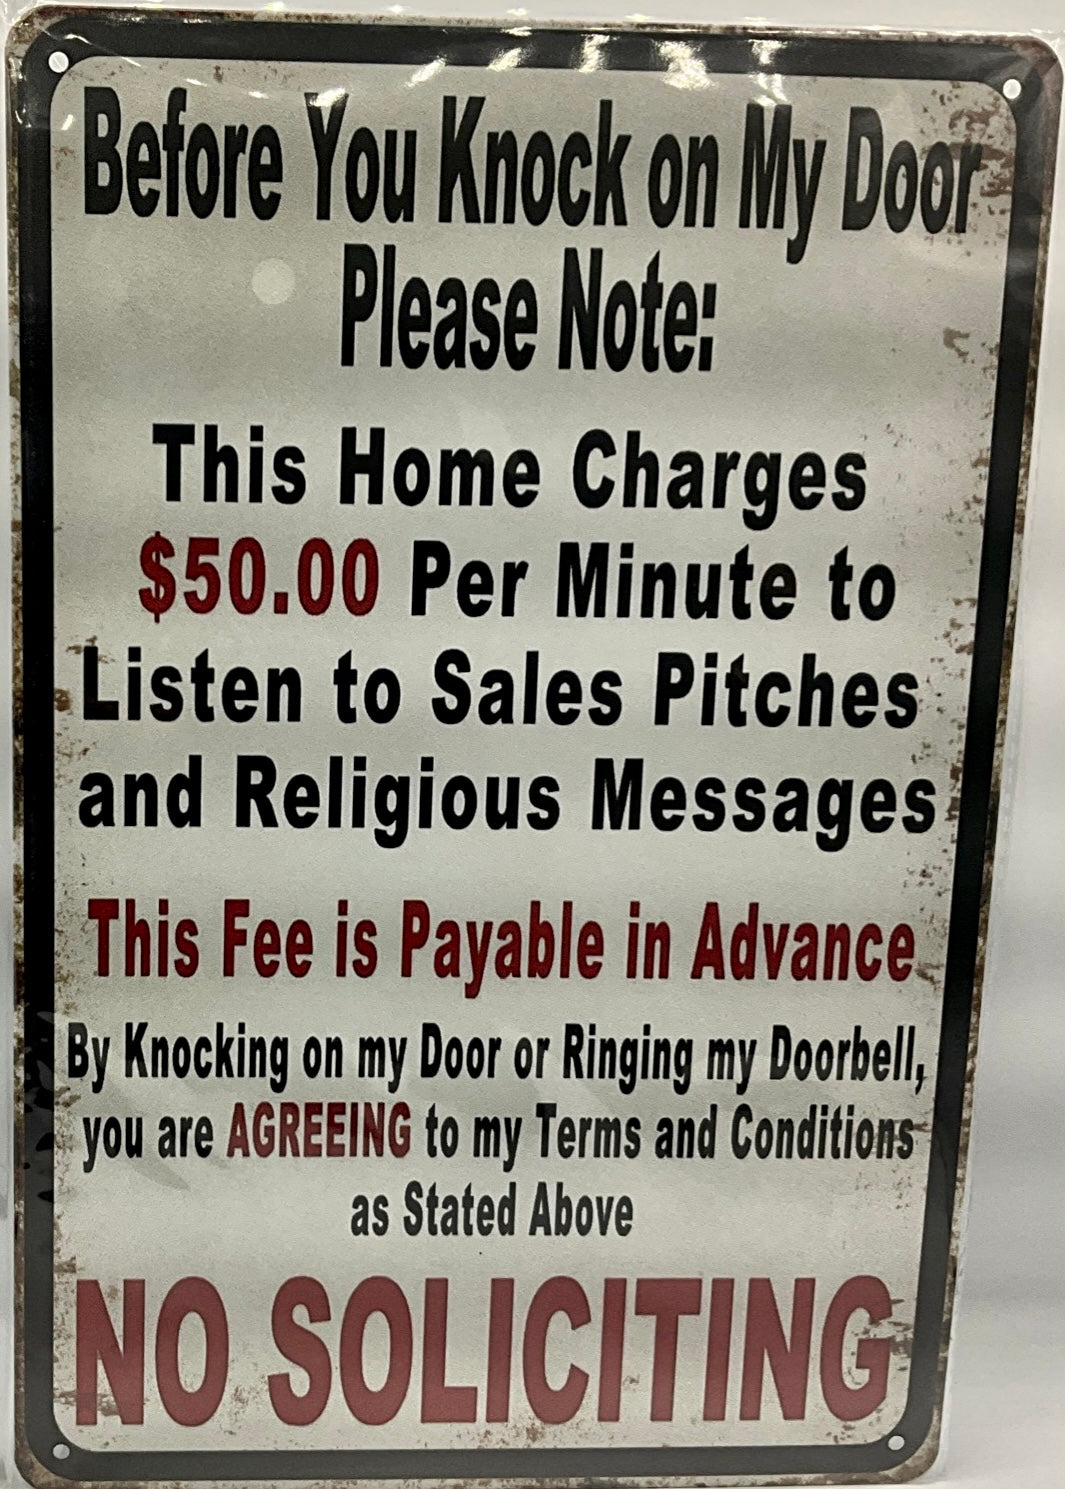 Before You Knock on My Door
Please Note:
This Home Charges
$50.00 Per Minute to
Listen to Sales Pitches
and Religious Messages
This Fee is Payable in Advance
By Knocking on my Door or Ringing my Doorbell,
you are AGREEING to my Terms and Conditions
as Stated Above
NO SOLICITING